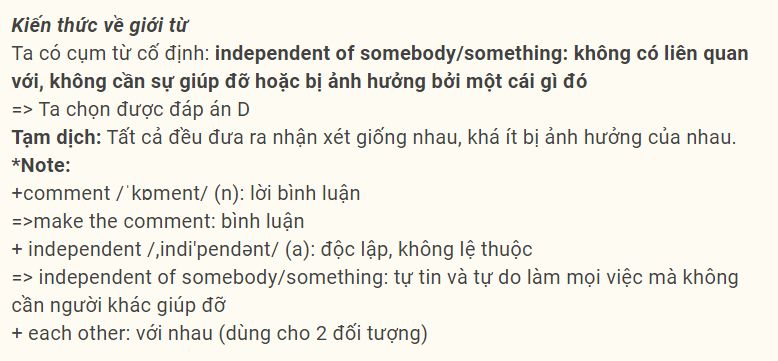 Kiến thức về giới từ
Ta có cụm từ cố định: independent of somebody/something: không có liên quan
với, không cần sự giúp đỡ hoặc bị ảnh hưởng bởi một cái gì đó
=> Ta chọn được đáp án D
Tạm dịch: Tất cả đều đưa ra nhận xét giống nhau, khá ít bị ảnh hưởng của nhau.
*Note:
+comment /ˈkɒment/ (n): lời bình luận
=>make the comment: bình luận
+ independent /,indi'pendənt/ (a): độc lập, không lệ thuộc
=> independent of somebody/something: tự tin và tự do làm mọi việc mà không
cần người khác giúp đỡ
+ each other: với nhau (dùng cho 2 đối tượng)